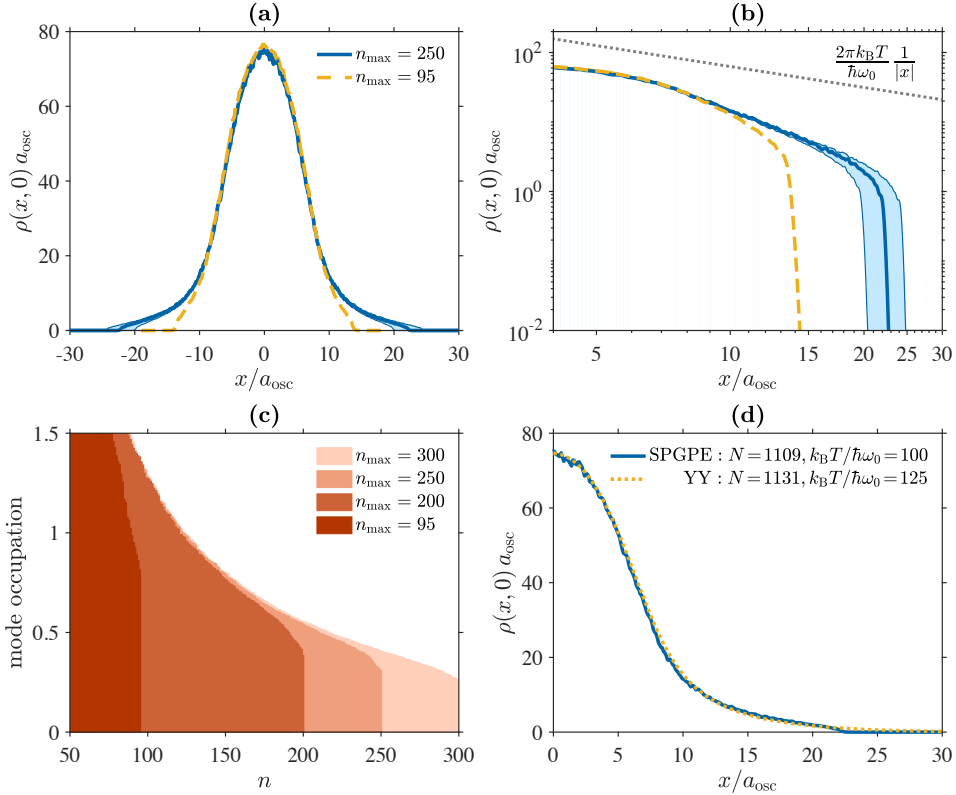 (a)
80
60
40
20
0
-30 -20 -10 0 10 20 30
ρ(x, 0) a_osc
x/a_osc
n_max = 250
n_max = 95
(b)
10^2
10^0
10^-2
5 10 15 20 25 30
ρ(x, 0) a_osc
x/a_osc
2πk_BT/ħω_0 1/|x|
(c)
1.5
1
0.5
0
50 100 150 200 250 300
mode occupation
n
n_max = 300
n_max = 250
n_max = 200
n_max = 95
(d)
80
60
40
20
0
0 5 10 15 20 25 30
ρ(x, 0) a_osc
x/a_osc
SPGPE : N = 1109, k_BT/ħω_0 = 100
YY : N = 1131, k_BT/ħω_0 = 125